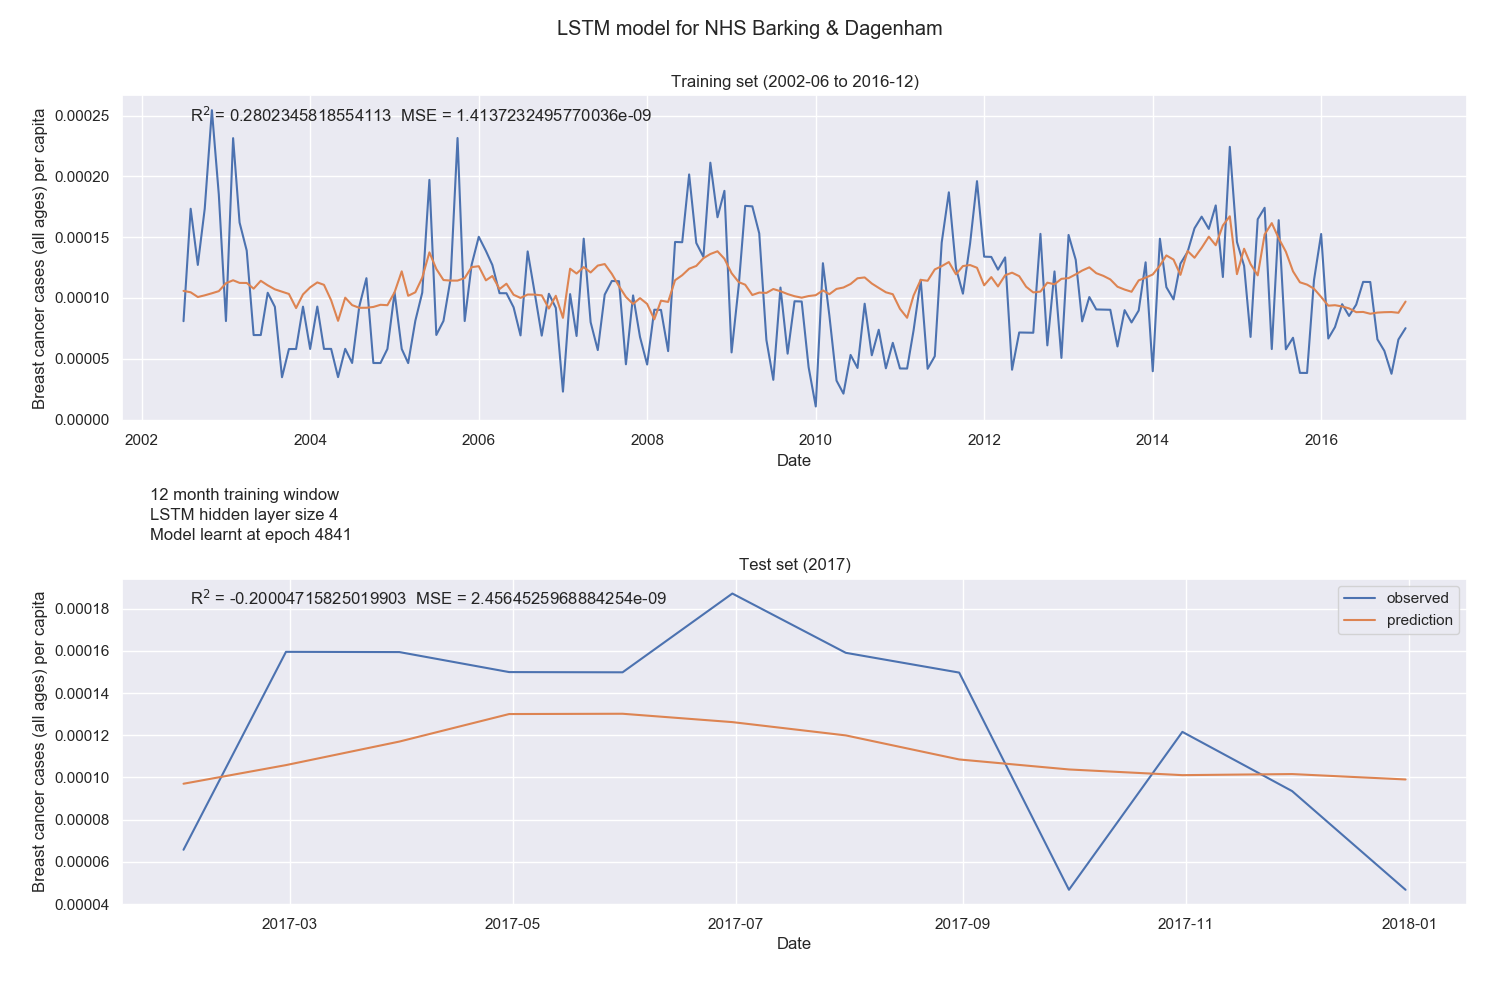 LSTM model for NHS Barking & Dagenham
Training set (2002-06 to 2016-12)
R² = 0.2802345818554113  MSE = 1.4137232495770036e-09
Breast cancer cases (all ages) per capita
0.00025
0.00020
0.00015
0.00010
0.00005
0.00000
2002 2004 2006 2008 2010 2012 2014 2016
Date
12 month training window
LSTM hidden layer size 4
Model learnt at epoch 4841
Test set (2017)
R² = -0.20004715825019903  MSE = 2.4564525968884254e-09
observed
prediction
Breast cancer cases (all ages) per capita
0.00018
0.00016
0.00014
0.00012
0.00010
0.00008
0.00006
0.00004
2017-03 2017-05 2017-07 2017-09 2017-11 2018-01
Date